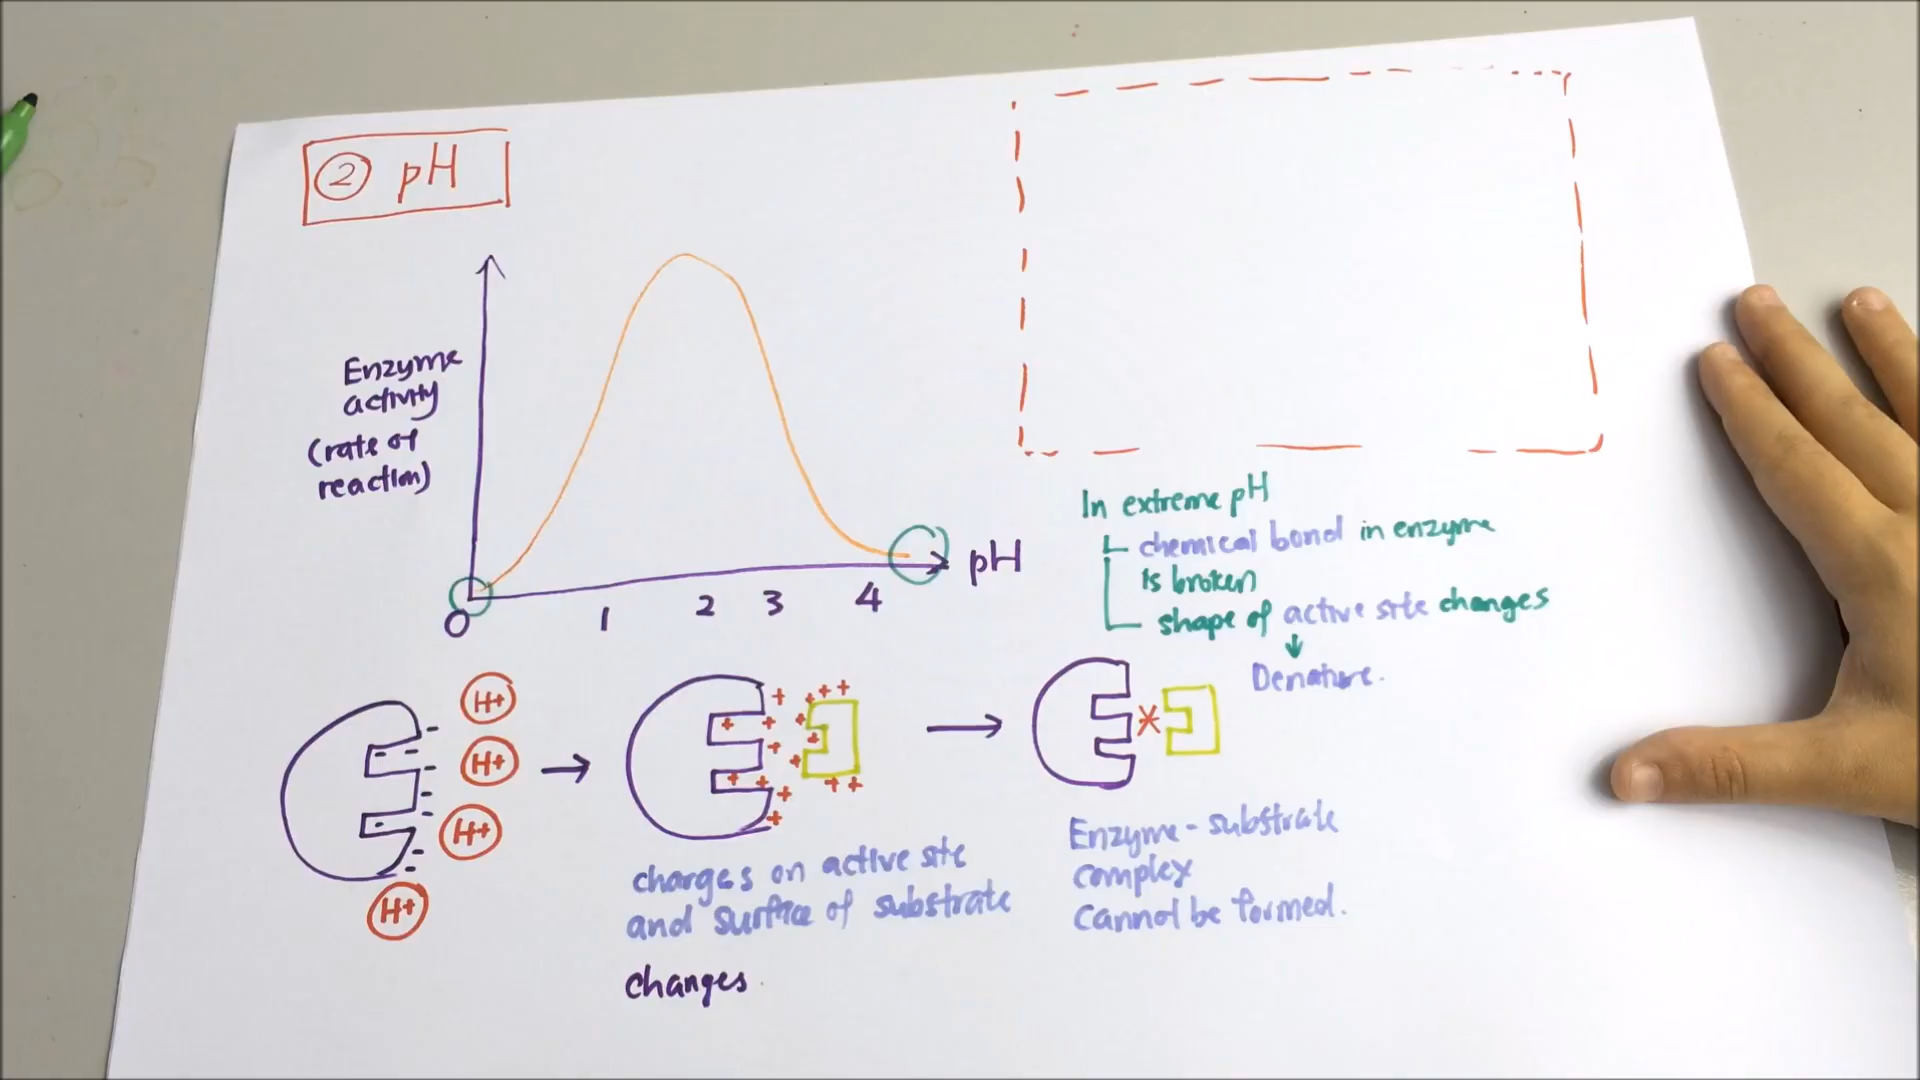 ② pH
Enzyme
activity
(rate of
reaction)
pH
0 1 2 3 4
In extreme pH
chemical bond in enzyme
is broken
shape of active site changes
Denature.
H+
H+
H+
H+
charges on active site
and surface of substrate
changes.
Enzyme-substrate
complex
cannot be formed.